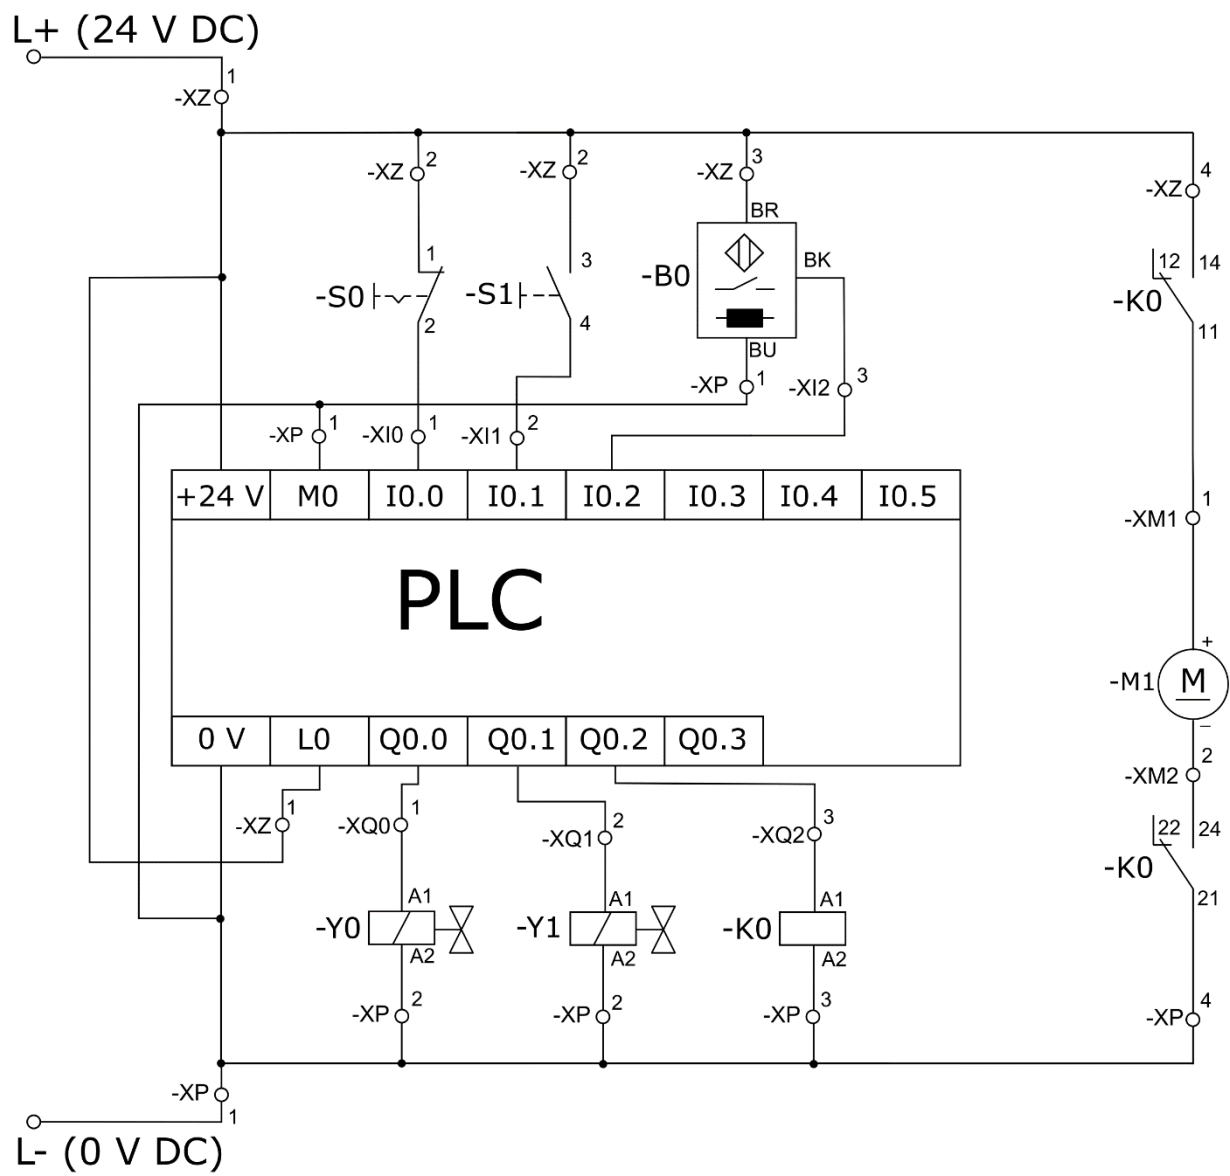 L+ (24 V DC)
1
-XZ
2
-XZ
2
-XZ
3
-XZ
4
-XZ
BR
1
3
-B0
BK
12
14
-S0
-S1
-K0
2
4
11
BU
-XP
1
-XI2
3
-XP
1
-XI0
1
-XI1
2
+24 V
M0
I0.0
I0.1
I0.2
I0.3
I0.4
I0.5
1
-XM1
PLC
+
-M1
M
–
0 V
L0
Q0.0
Q0.1
Q0.2
Q0.3
2
-XM2
1
-XZ
1
-XQ0
2
-XQ1
3
-XQ2
22
24
-K0
A1
A1
A1
21
-Y0
-Y1
-K0
A2
A2
A2
2
-XP
2
-XP
3
-XP
4
-XP
-XP
1
L- (0 V DC)